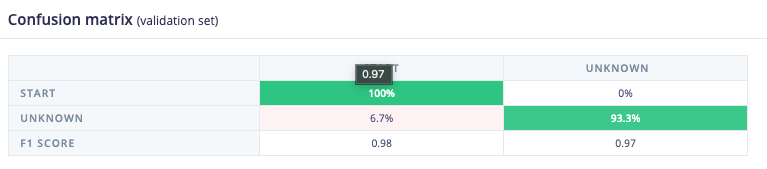 Confusion matrix (validation set)
UNKNOWN
0.97
START 100% 0%
UNKNOWN 6.7% 93.3%
F1 SCORE 0.98 0.97